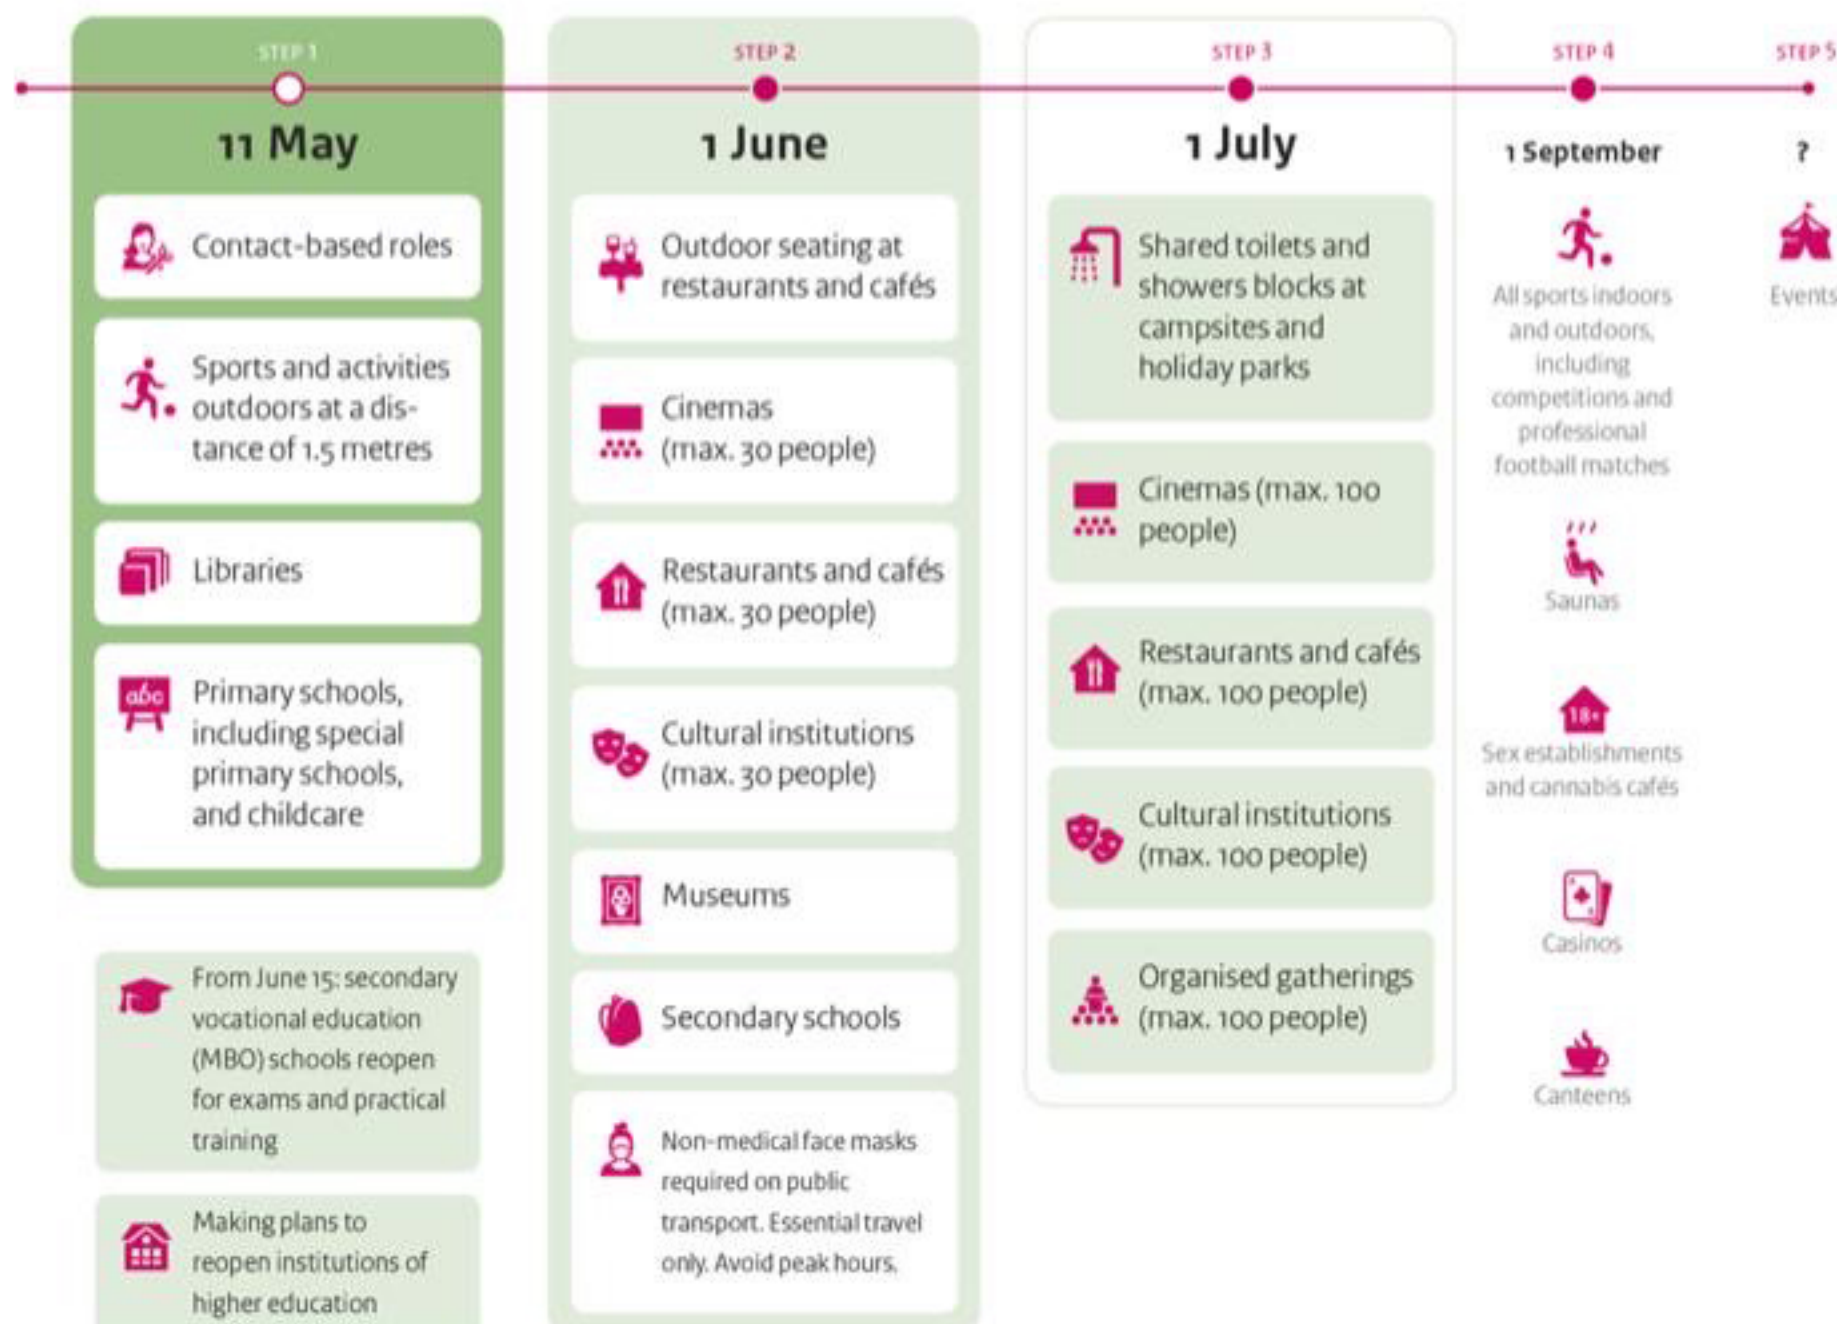 STEP 1
11 May
Contact-based roles
Sports and activities
outdoors at a dis-
tance of 1.5 metres
Libraries
abc
Primary schools,
including special
primary schools,
and childcare
From June 15: secondary
vocational education
(MBO) schools reopen
for exams and practical
training
Making plans to
reopen institutions of
higher education
STEP 2
1 June
Outdoor seating at
restaurants and cafés
Cinemas
(max. 30 people)
Restaurants and cafés
(max. 30 people)
Cultural institutions
(max. 30 people)
Museums
Secondary schools
Non-medical face masks
required on public
transport. Essential travel
only. Avoid peak hours.
STEP 3
1 July
Shared toilets and
showers blocks at
campsites and
holiday parks
Cinemas (max. 100
people)
Restaurants and cafés
(max. 100 people)
Cultural institutions
(max. 100 people)
Organised gatherings
(max. 100 people)
STEP 4
1 September
All sports indoors
and outdoors,
including
competitions and
professional
football matches
Saunas
18+
Sex establishments
and cannabis cafés
Casinos
Canteens
STEP 5
?
Events